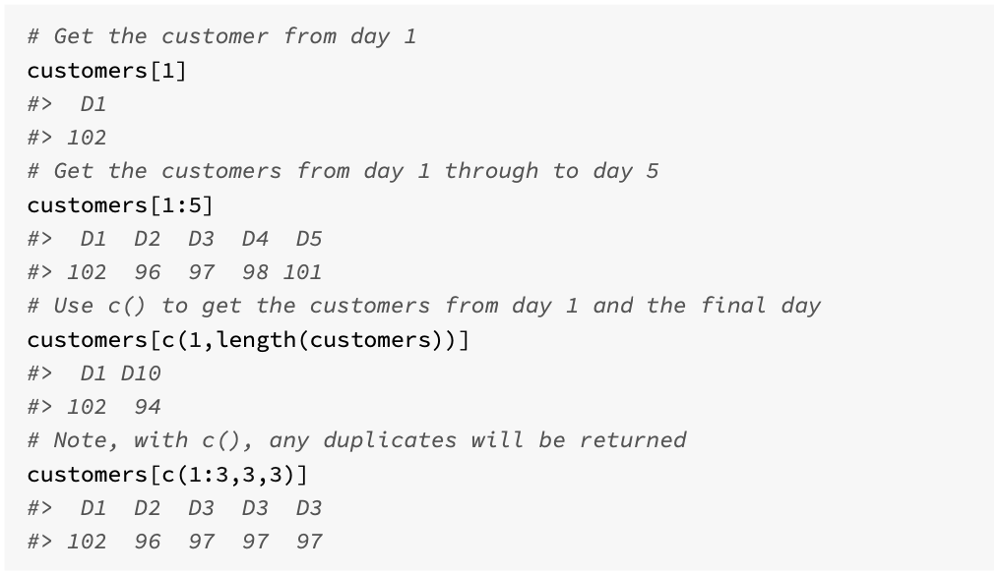 # Get the customer from day 1
customers[1]
#>  D1
#> 102
# Get the customers from day 1 through to day 5
customers[1:5]
#>  D1  D2  D3  D4  D5
#> 102  96  97  98 101
# Use c() to get the customers from day 1 and the final day
customers[c(1,length(customers))]
#>  D1 D10
#> 102  94
# Note, with c(), any duplicates will be returned
customers[c(1:3,3,3)]
#>  D1  D2  D3  D3  D3
#> 102  96  97  97  97